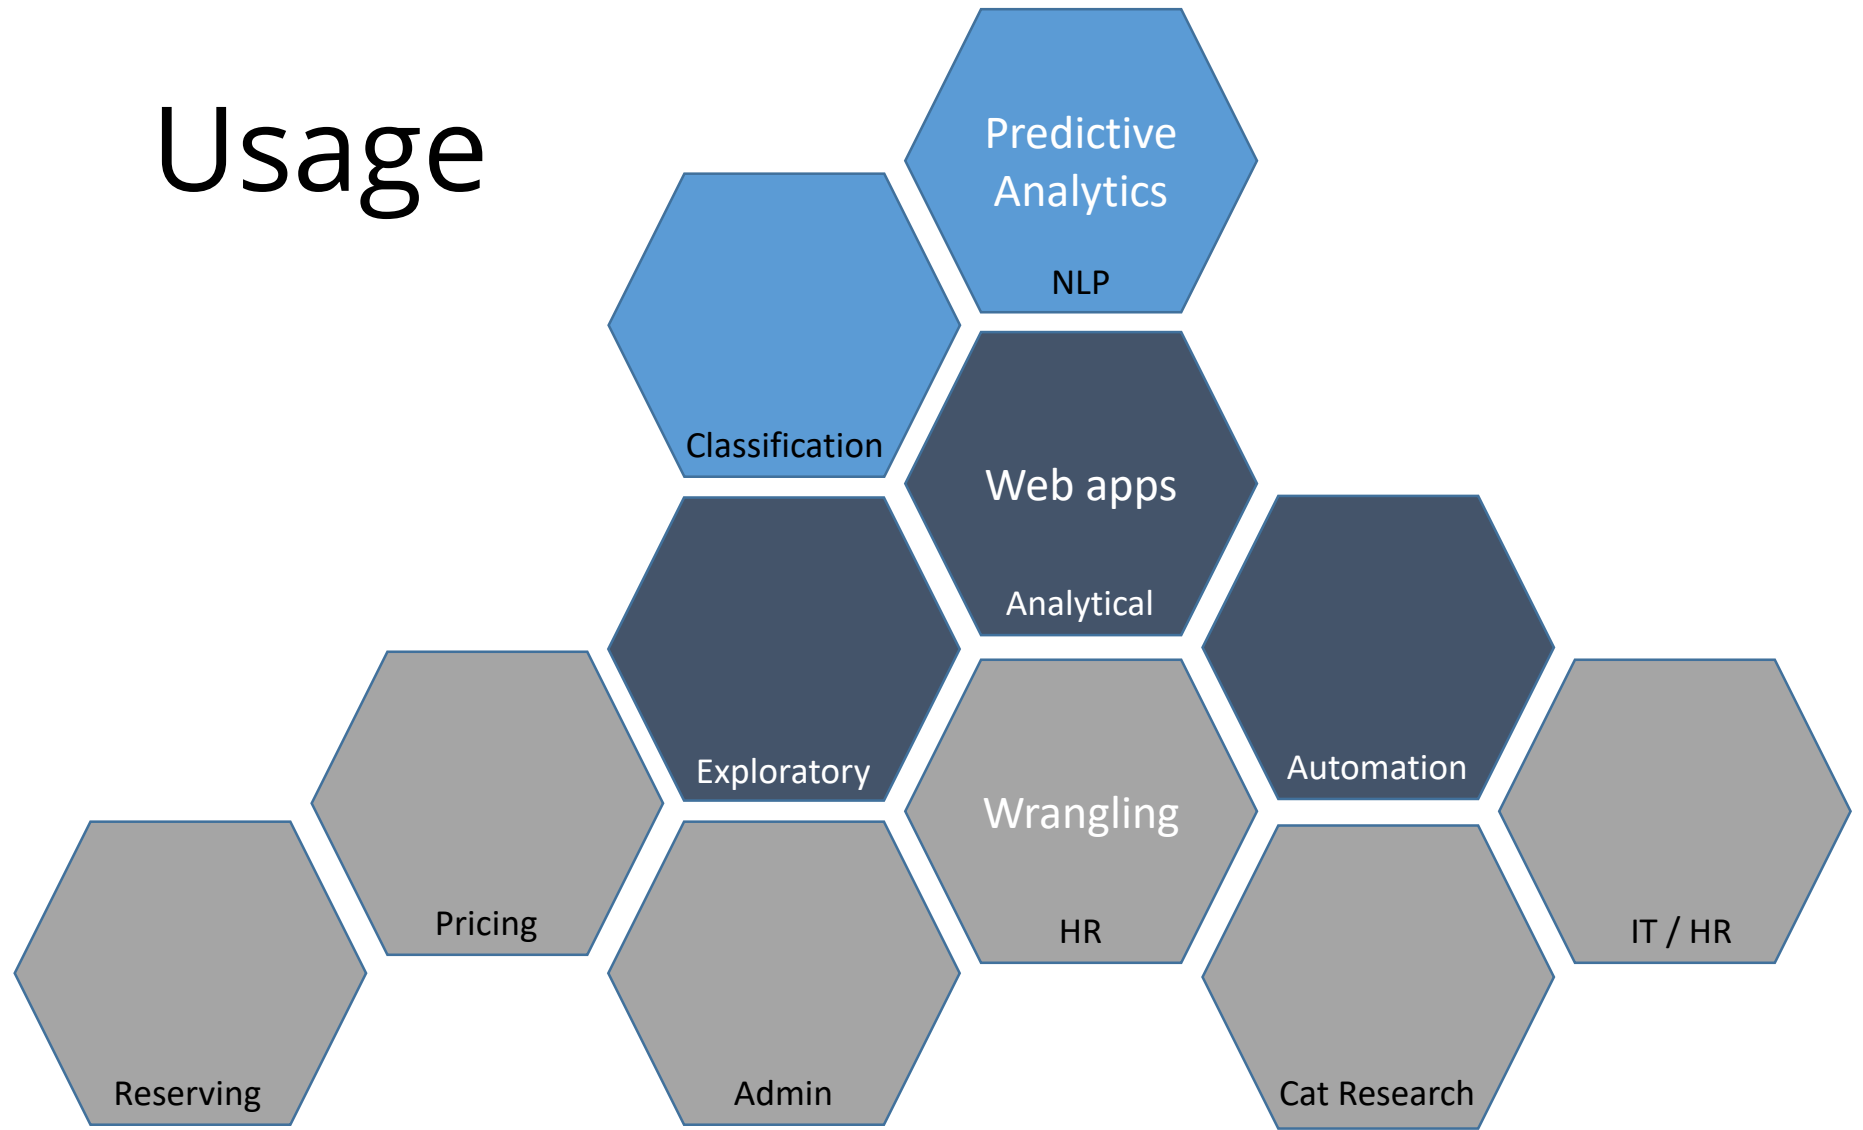 Usage
Predictive
Analytics
NLP
Classification
Web apps
Analytical
Exploratory
Automation
Wrangling
HR
Pricing
IT / HR
Reserving
Admin
Cat Research